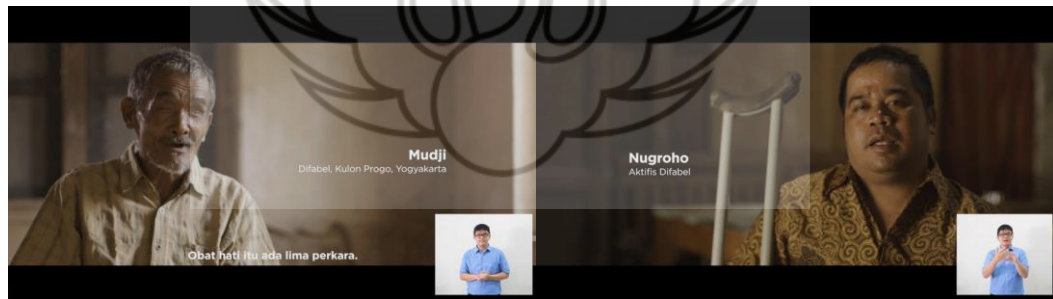 Mudji
Difabel, Kulon Progo, Yogyakarta
Obat hati itu ada lima perkara.
Nugroho
Aktifis Difabel